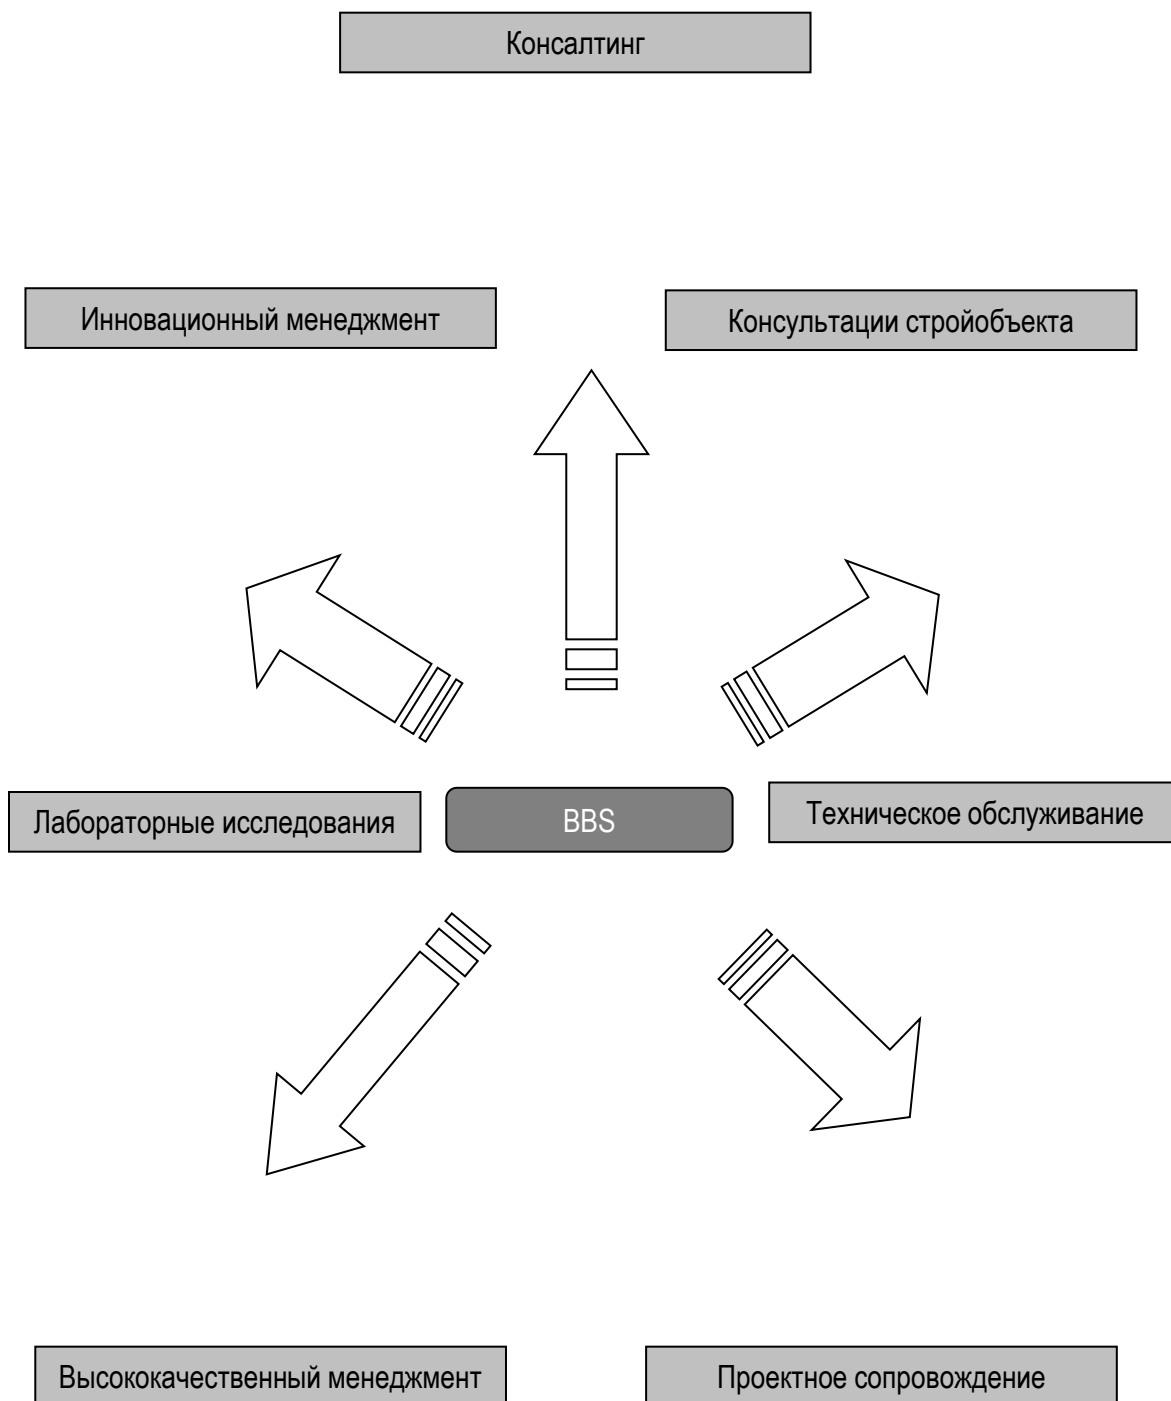 Консалтинг
Инновационный менеджмент
Консультации стройобъекта
Лабораторные исследования
BBS
Техническое обслуживание
Высококачественный менеджмент
Проектное сопровождение